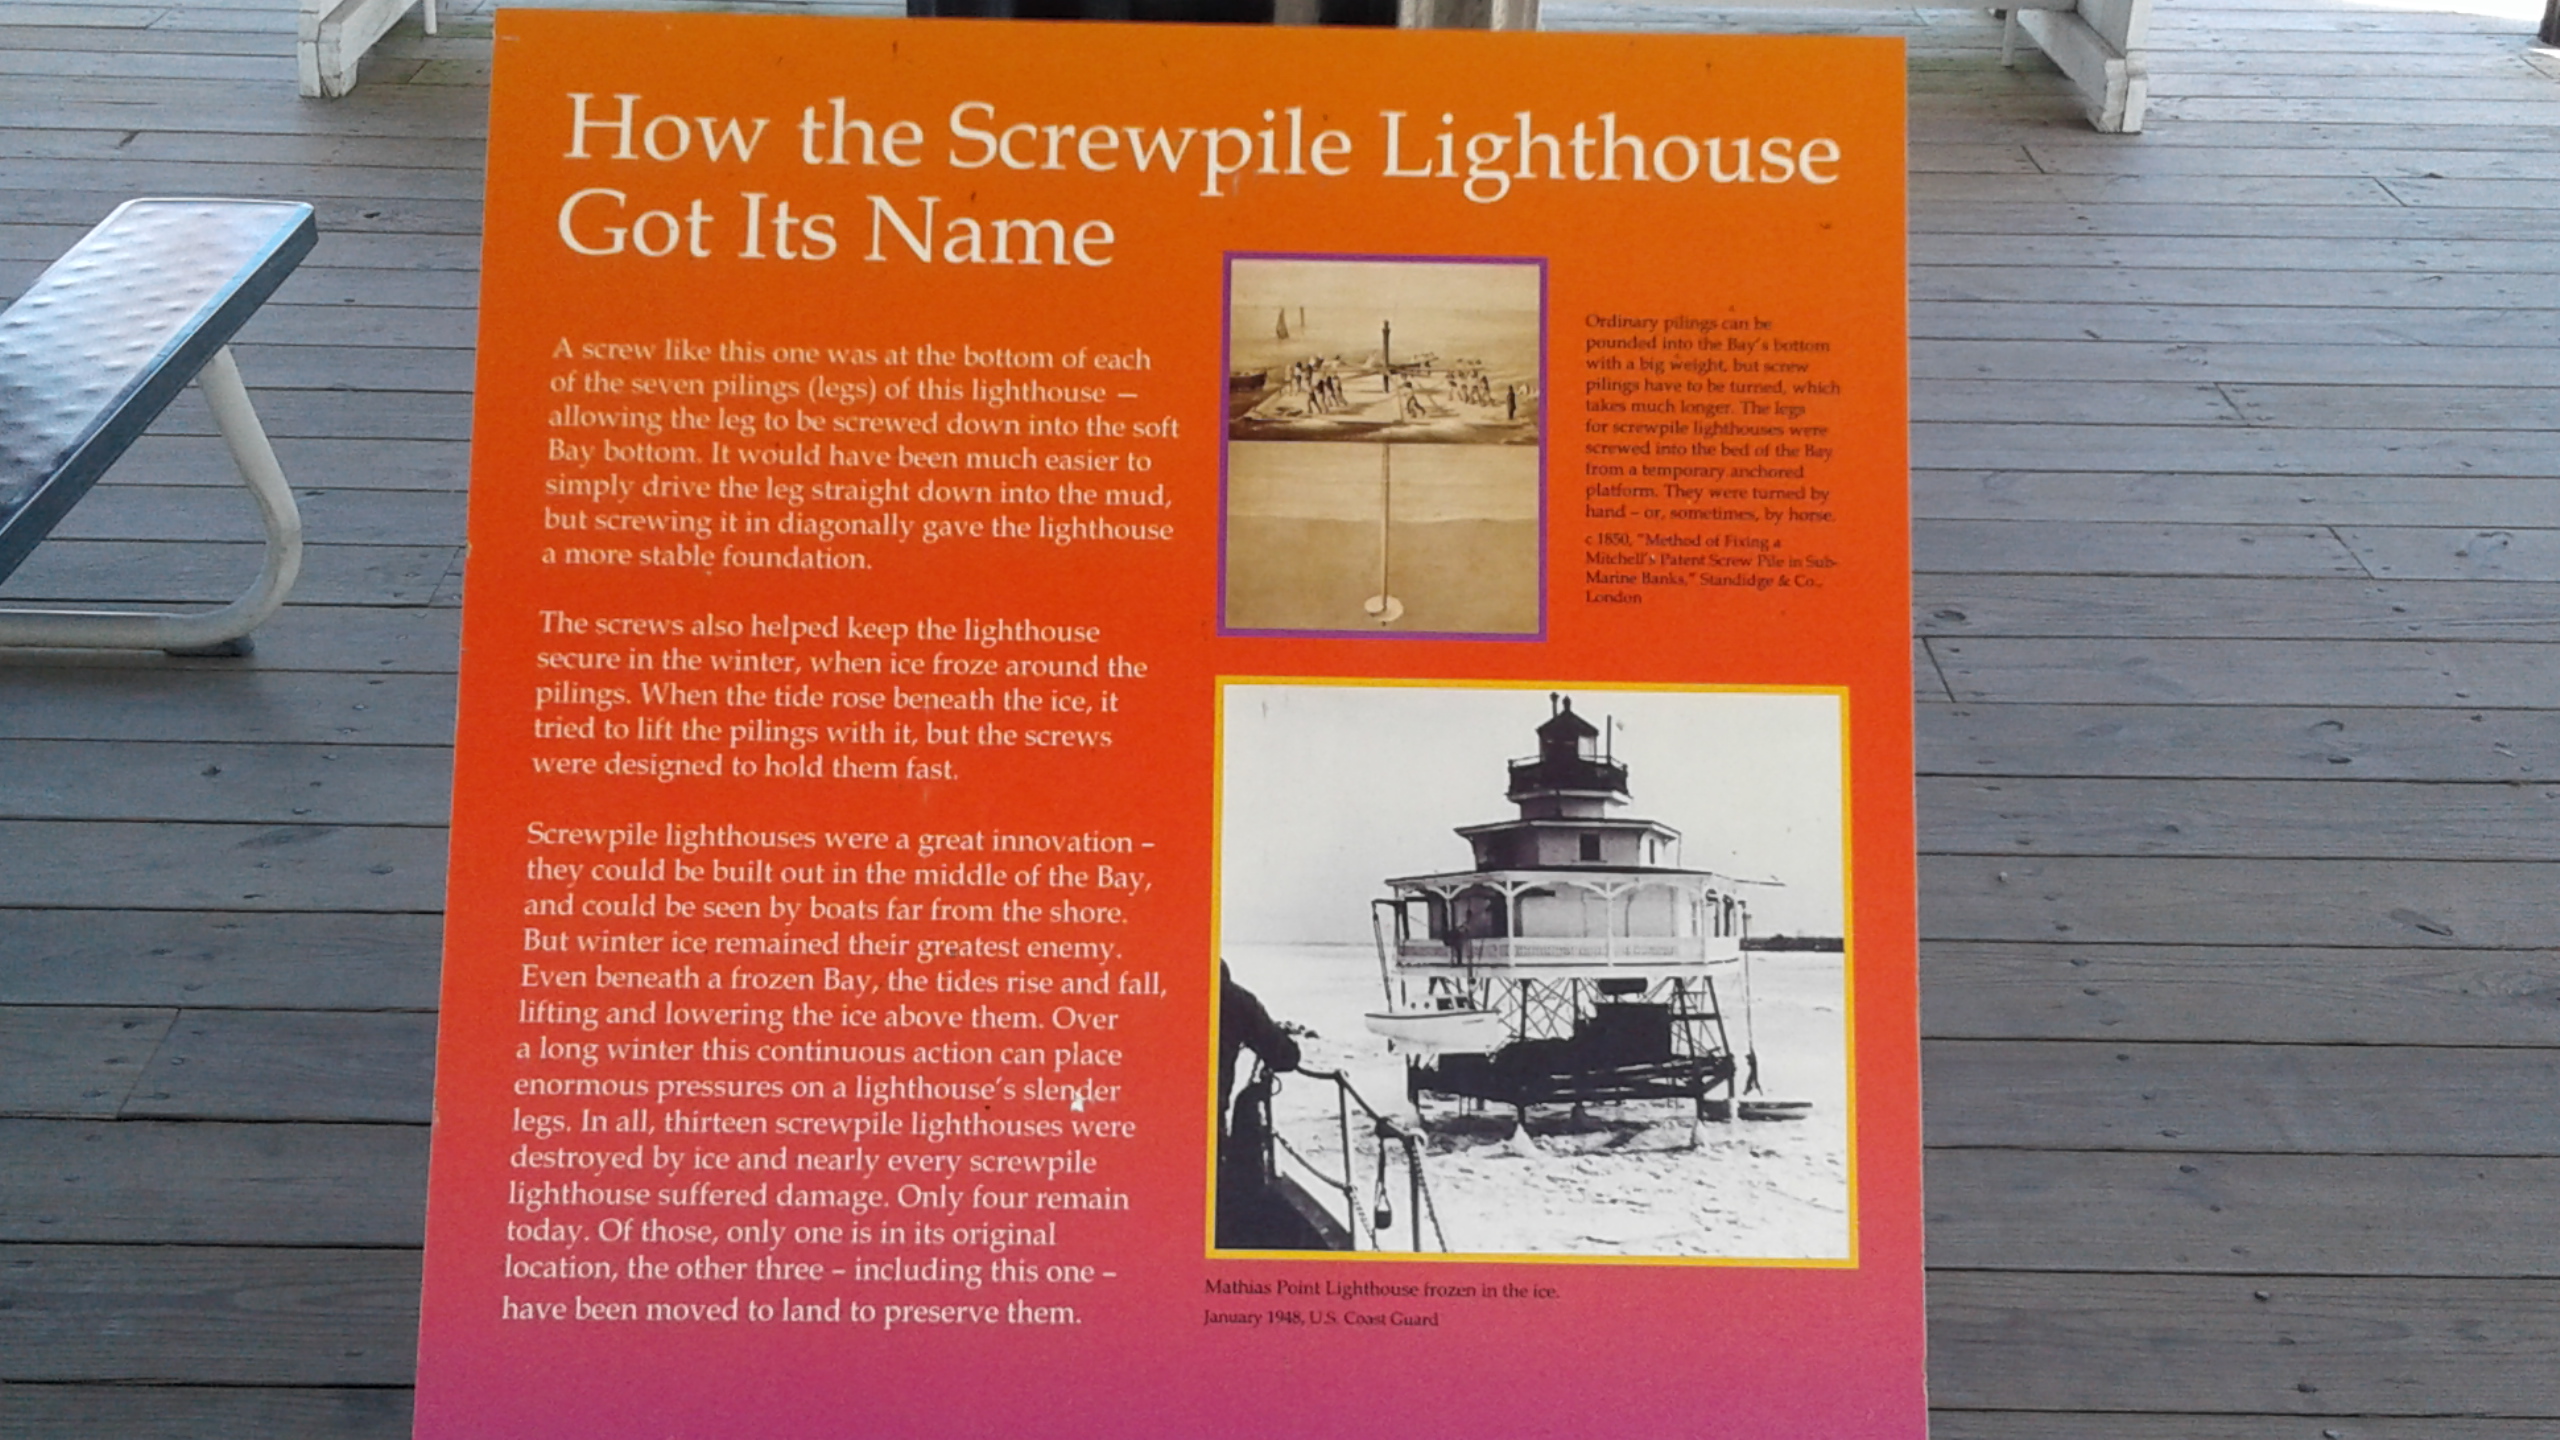 How the Screwpile Lighthouse
Got Its Name
A screw like this one was at the bottom of each
of the seven pilings (legs) of this lighthouse —
allowing the leg to be screwed down into the soft
Bay bottom. It would have been much easier to
simply drive the leg straight down into the mud,
but screwing it in diagonally gave the lighthouse
a more stable foundation.
The screws also helped keep the lighthouse
secure in the winter, when ice froze around the
pilings. When the tide rose beneath the ice, it
tried to lift the pilings with it, but the screws
were designed to hold them fast.
Screwpile lighthouses were a great innovation –
they could be built out in the middle of the Bay,
and could be seen by boats far from the shore.
But winter ice remained their greatest enemy.
Even beneath a frozen Bay, the tides rise and fall,
lifting and lowering the ice above them. Over
a long winter this continuous action can place
enormous pressures on a lighthouse's slender
legs. In all, thirteen screwpile lighthouses were
destroyed by ice and nearly every screwpile
lighthouse suffered damage. Only four remain
today. Of those, only one is in its original
location, the other three – including this one –
have been moved to land to preserve them.
Ordinary pilings can be
pounded into the Bay's bottom
with a big weight, but screw
pilings have to be turned, which
takes much longer. The legs
for screwpile lighthouses were
screwed into the bed of the Bay
from a temporary anchored
platform. They were turned by
hand – or, sometimes, by horse.
c 1850, "Method of Fixing a
Mitchell's Patent Screw Pile in Sub-
Marine Banks," Standidge & Co.,
London
Mathias Point Lighthouse frozen in the ice.
January 1948, U.S. Coast Guard